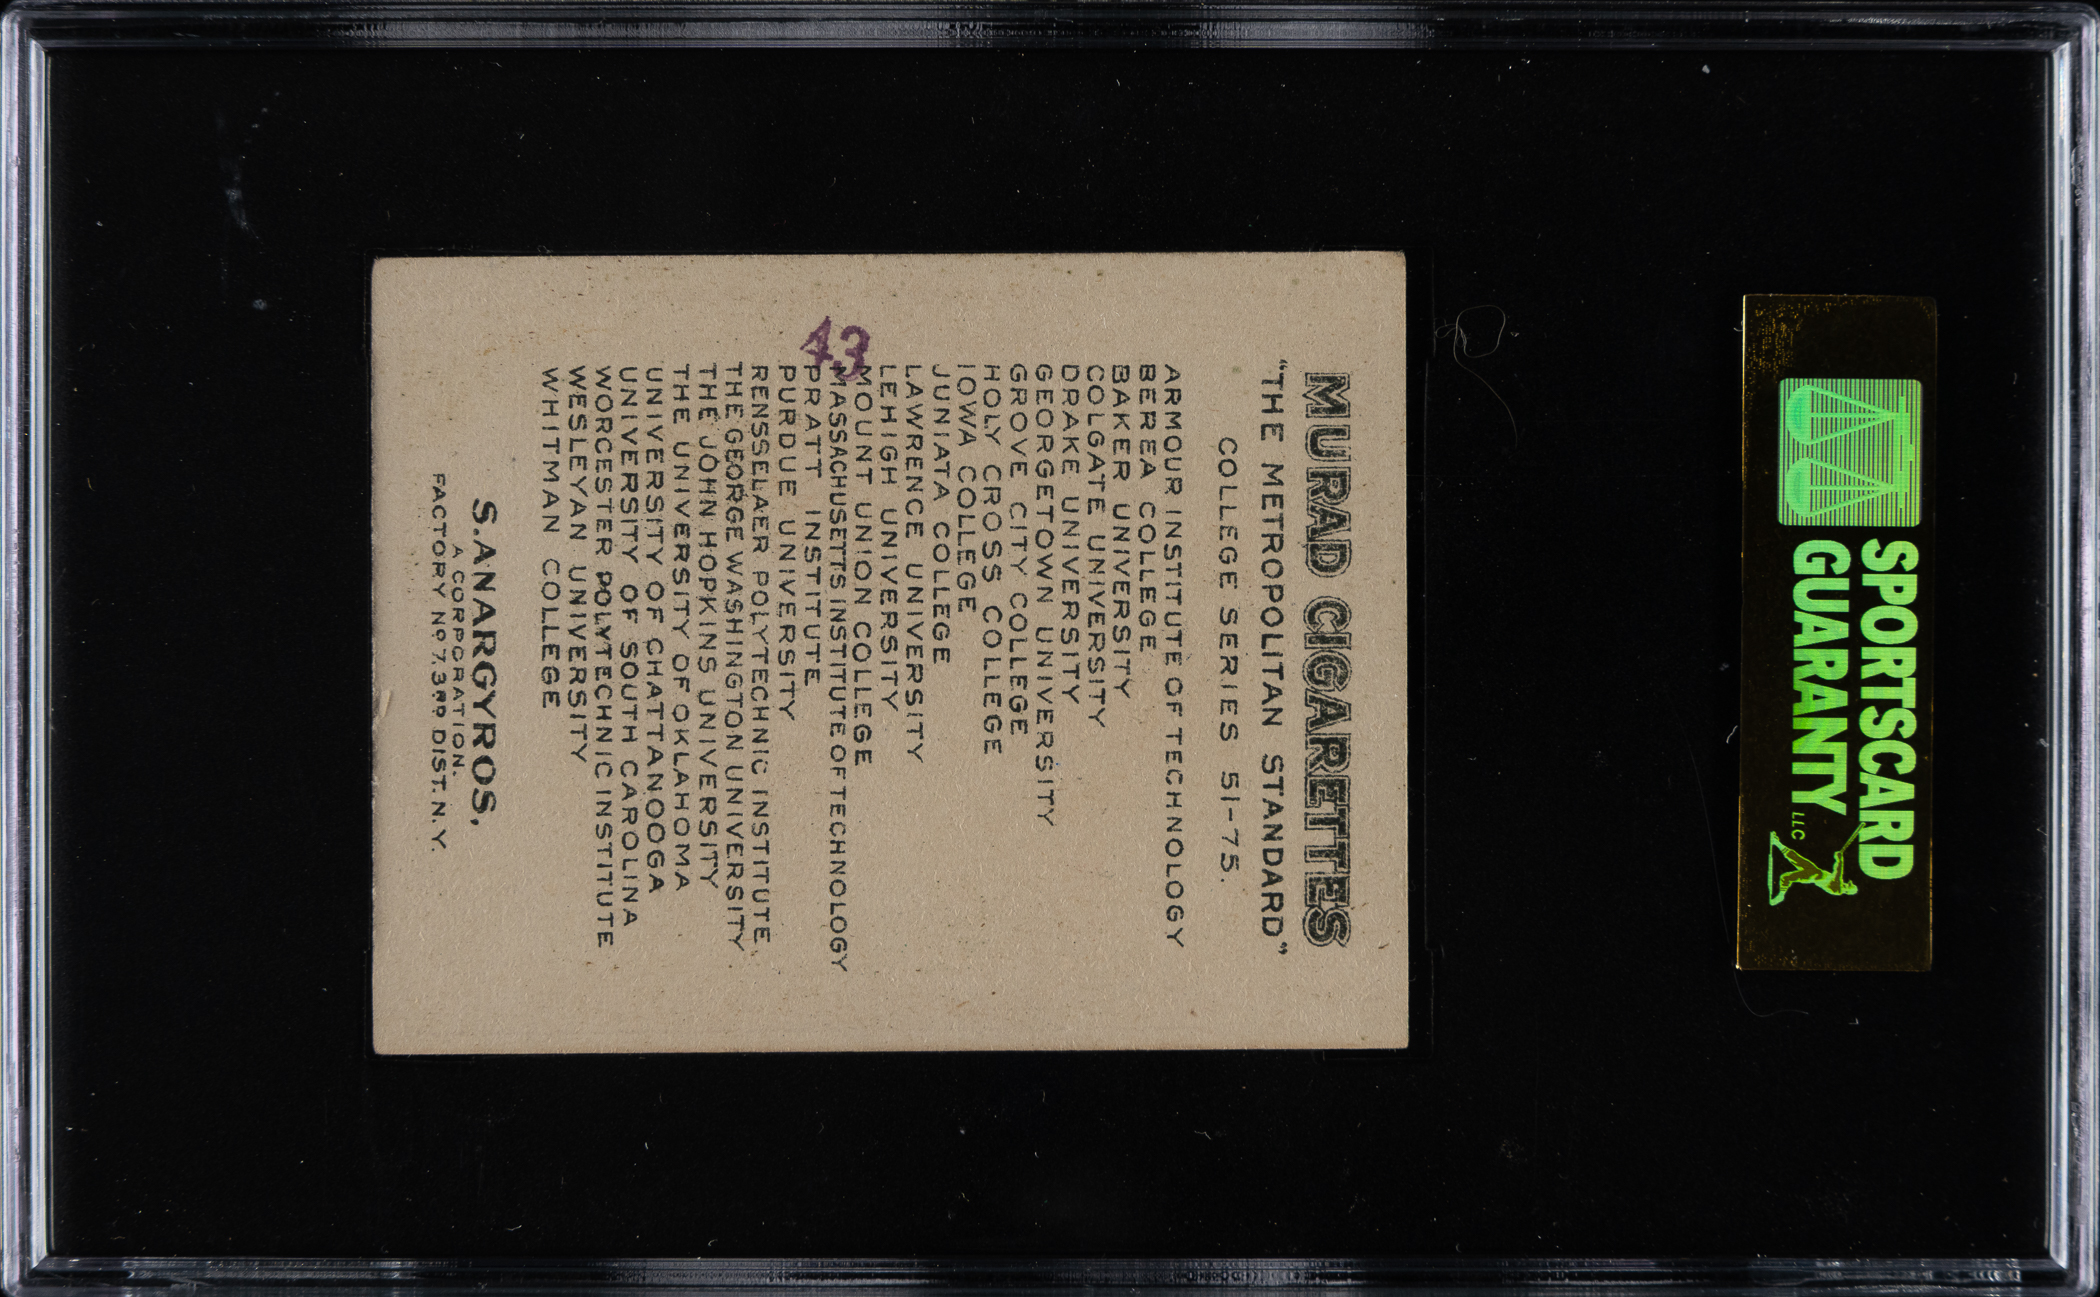 MURAD CIGARETTES
"THE METROPOLITAN STANDARD"
COLLEGE SERIES 51-75.
ARMOUR INSTITUTE OF TECHNOLOGY
BEREA COLLEGE
BAKER UNIVERSITY
COLGATE UNIVERSITY
DRAKE UNIVERSITY
GEORGETOWN UNIVERSITY
GROVE CITY COLLEGE
HOLY CROSS COLLEGE
IOWA COLLEGE
JUNIATA COLLEGE
LAWRENCE UNIVERSITY
LEHIGH UNIVERSITY
MOUNT UNION COLLEGE
MASSACHUSETTS INSTITUTE OF TECHNOLOGY
PRATT INSTITUTE
PURDUE UNIVERSITY
RENSSELAER POLYTECHNIC INSTITUTE
THE GEORGE WASHINGTON UNIVERSITY
THE JOHN HOPKINS UNIVERSITY
THE UNIVERSITY OF OKLAHOMA
UNIVERSITY OF CHATTANOOGA
UNIVERSITY OF SOUTH CAROLINA
WORCESTER POLYTECHNIC INSTITUTE
WESLEYAN UNIVERSITY
WHITMAN COLLEGE
S. ANARGYROS.
A CORPORATION.
FACTORY NO 7, 3RD DIST. N.Y.
43
SPORTSCARD
GUARANTY LLC